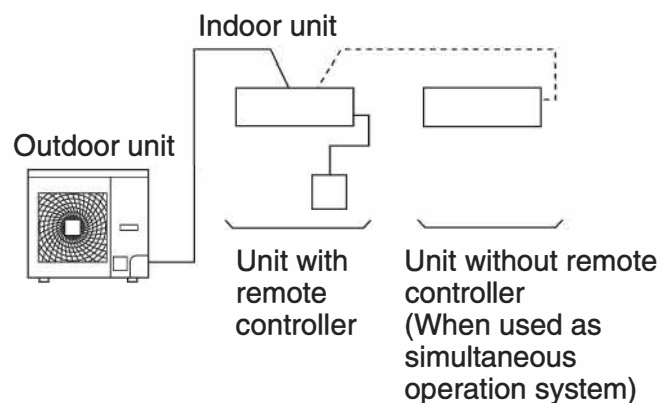 Indoor unit
Outdoor unit
Unit with
remote
controller
Unit without remote
controller
(When used as
simultaneous
operation system)